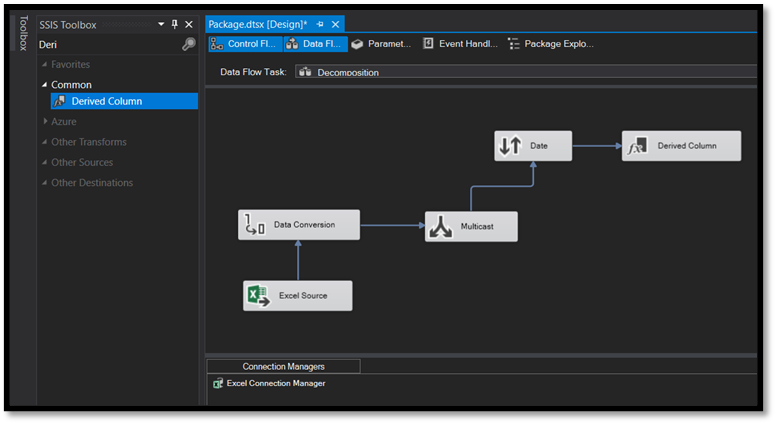 Toolbox
SSIS Toolbox
Deri
Favorites
Common
Derived Column
Azure
Other Transforms
Other Sources
Other Destinations
Package.dtsx [Design]*
Control Fl...
Data Fl...
Paramet...
Event Handl...
Package Explo...
Data Flow Task:
Decomposition
Date
Derived Column
Data Conversion
Multicast
Excel Source
Connection Managers
Excel Connection Manager